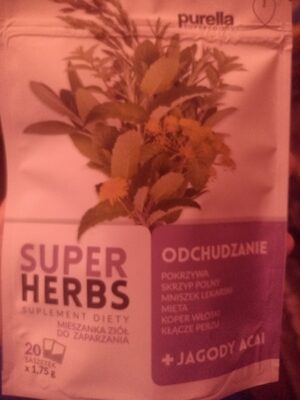 purella
SUPER
HERBS
SUPLEMENT DIETY
MIESZANKA ZIÓŁ
DO ZAPARZANIA
20
SASZETEK
x 1,75 g
ODCHUDZANIE
POKRZYWA
SKRZYP POLNY
MNISZEK LEKARSKI
MIĘTA
KOPER WŁOSKI
KŁĄCZE PERZU
+ JAGODY ACAI